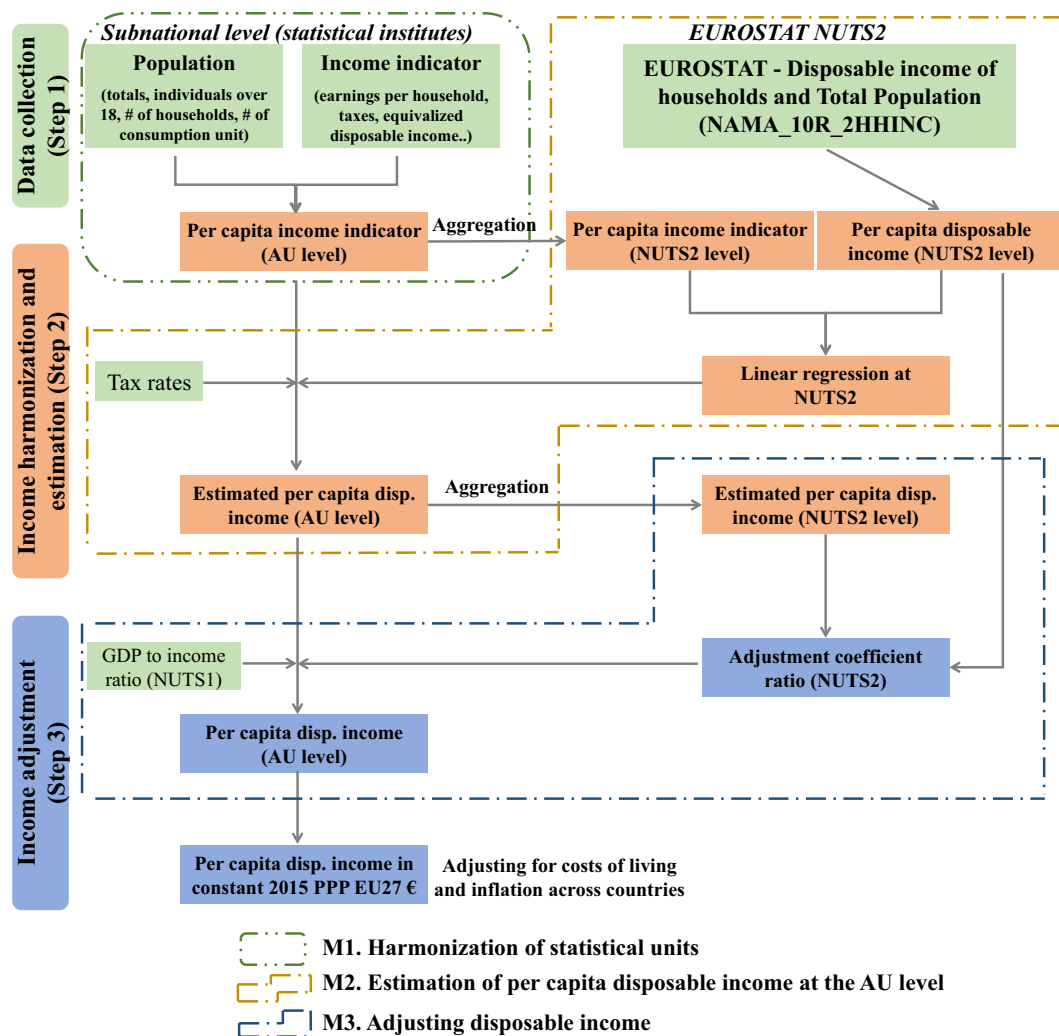 Subnational level (statistical institutes)
EUROSTAT NUTS2
Data collection
(Step 1)
Population
(totals, individuals over
18, # of households, # of
consumption unit)
Income indicator
(earnings per household,
taxes, equivalized
disposable income..)
EUROSTAT - Disposable income of
households and Total Population
(NAMA_10R_2HHINC)
Per capita income indicator
(AU level)
Aggregation
Per capita income indicator
(NUTS2 level)
Per capita disposable
income (NUTS2 level)
Income harmonization and
estimation (Step 2)
Tax rates
Linear regression at
NUTS2
Estimated per capita disp.
income (AU level)
Aggregation
Estimated per capita disp.
income (NUTS2 level)
Income adjustment
(Step 3)
GDP to income
ratio (NUTS1)
Adjustment coefficient
ratio (NUTS2)
Per capita disp. income
(AU level)
Per capita disp. income in
constant 2015 PPP EU27 €
Adjusting for costs of living
and inflation across countries
M1. Harmonization of statistical units
M2. Estimation of per capita disposable income at the AU level
M3. Adjusting disposable income